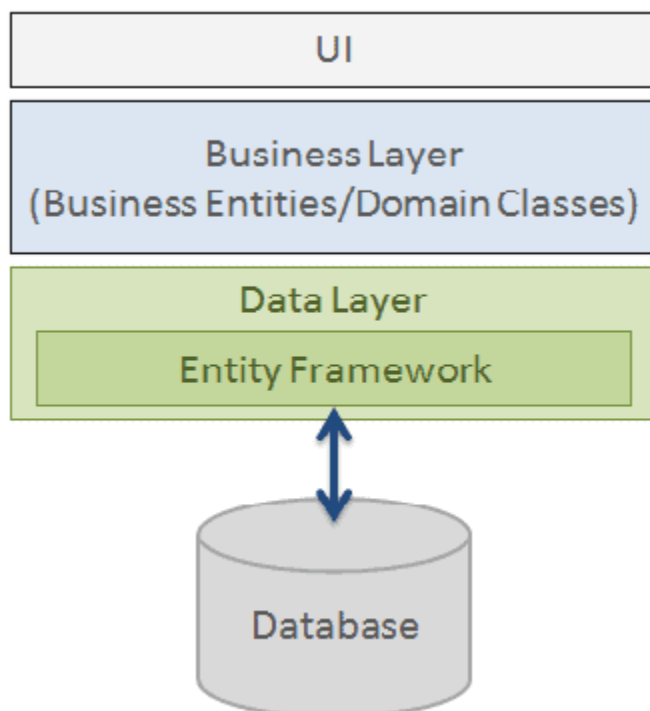 UI
Business Layer
(Business Entities/Domain Classes)
Data Layer
Entity Framework
Database